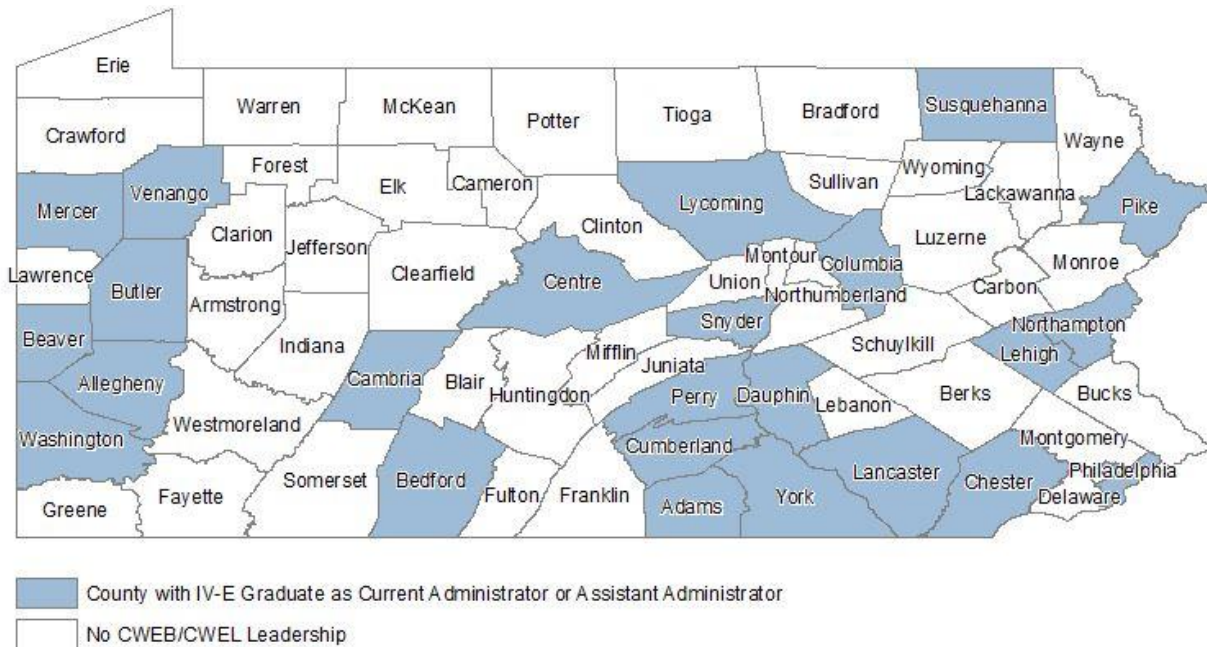 Erie
Warren
McKean
Potter
Tioga
Bradford
Susquehanna
Wayne
Crawford
Forest
Elk
Cameron
Sullivan
Wyoming
Lackawanna
Mercer
Venango
Clarion
Jefferson
Clinton
Lycoming
Columbia
Luzerne
Pike
Lawrence
Butler
Armstrong
Clearfield
Centre
Union
Montour
Northumberland
Carbon
Monroe
Beaver
Indiana
Snyder
Schuylkill
Northampton
Lehigh
Allegheny
Cambria
Blair
Huntingdon
Mifflin
Juniata
Perry
Dauphin
Lebanon
Berks
Bucks
Washington
Westmoreland
Cumberland
Montgomery
Philadelphia
Greene
Fayette
Somerset
Bedford
Fulton
Franklin
Adams
York
Lancaster
Chester
Delaware
County with IV-E Graduate as Current Administrator or Assistant Administrator
No CWEB/CWEL Leadership